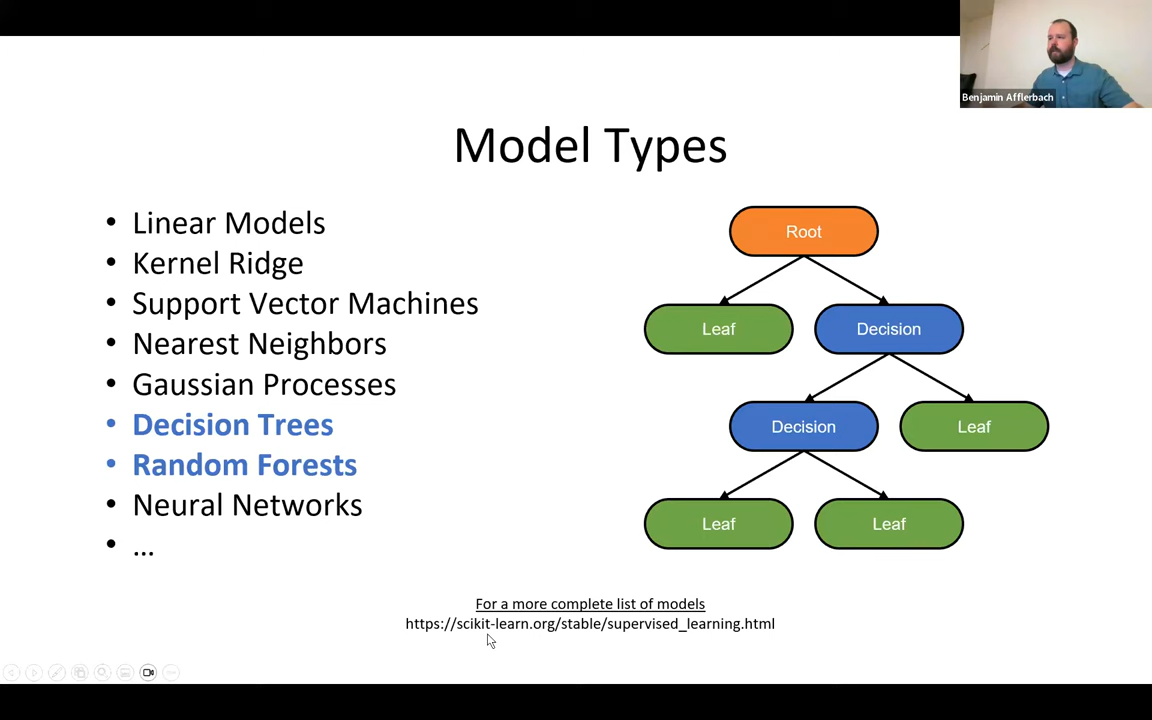 Benjamin Afflerbach
Model Types
• Linear Models
• Kernel Ridge
• Support Vector Machines
• Nearest Neighbors
• Gaussian Processes
• Decision Trees
• Random Forests
• Neural Networks
• ...
Root
Leaf
Decision
Decision
Leaf
Leaf
Leaf
For a more complete list of models
https://scikit-learn.org/stable/supervised_learning.html